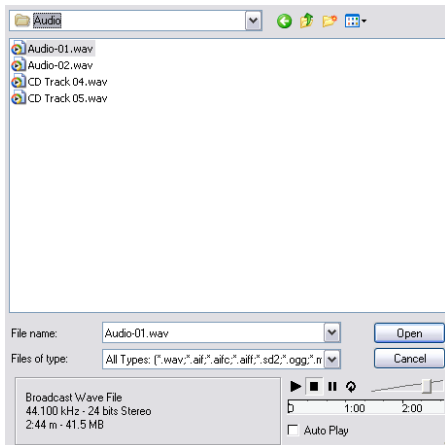 Audio
Audio-01.wav
Audio-02.wav
CD Track 04.wav
CD Track 05.wav
File name:
Audio-01.wav
Open
Files of type:
All Types: (*.wav;*.aif;*.aifc;*.aiff;*.sd2;*.ogg;*.m
Cancel
Broadcast Wave File
44.100 kHz - 24 bits Stereo
2:44 m - 41.5 MB
1:00
2:00
Auto Play